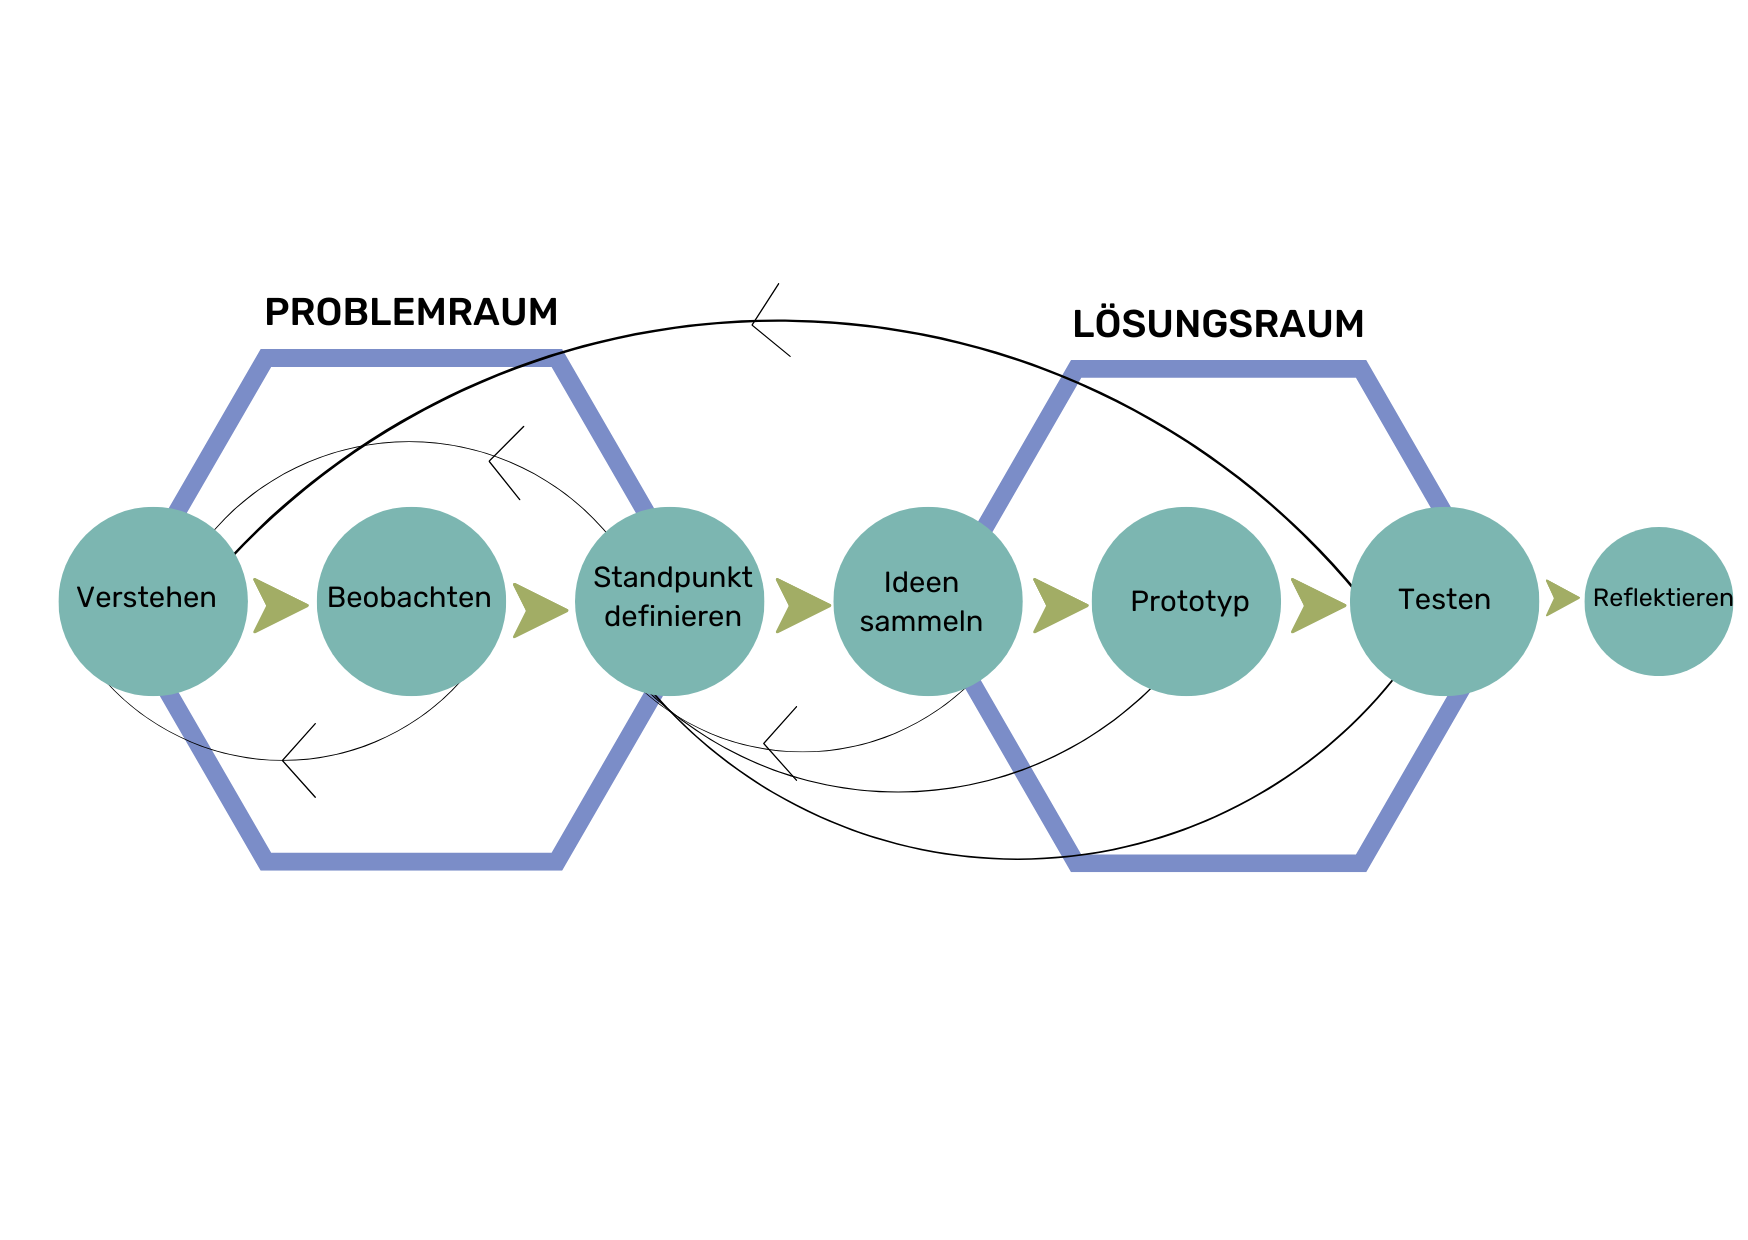 PROBLEMRAUM
LÖSUNGSRAUM
Verstehen
Beobachten
Standpunkt
definieren
Ideen
sammeln
Prototyp
Testen
Reflektieren